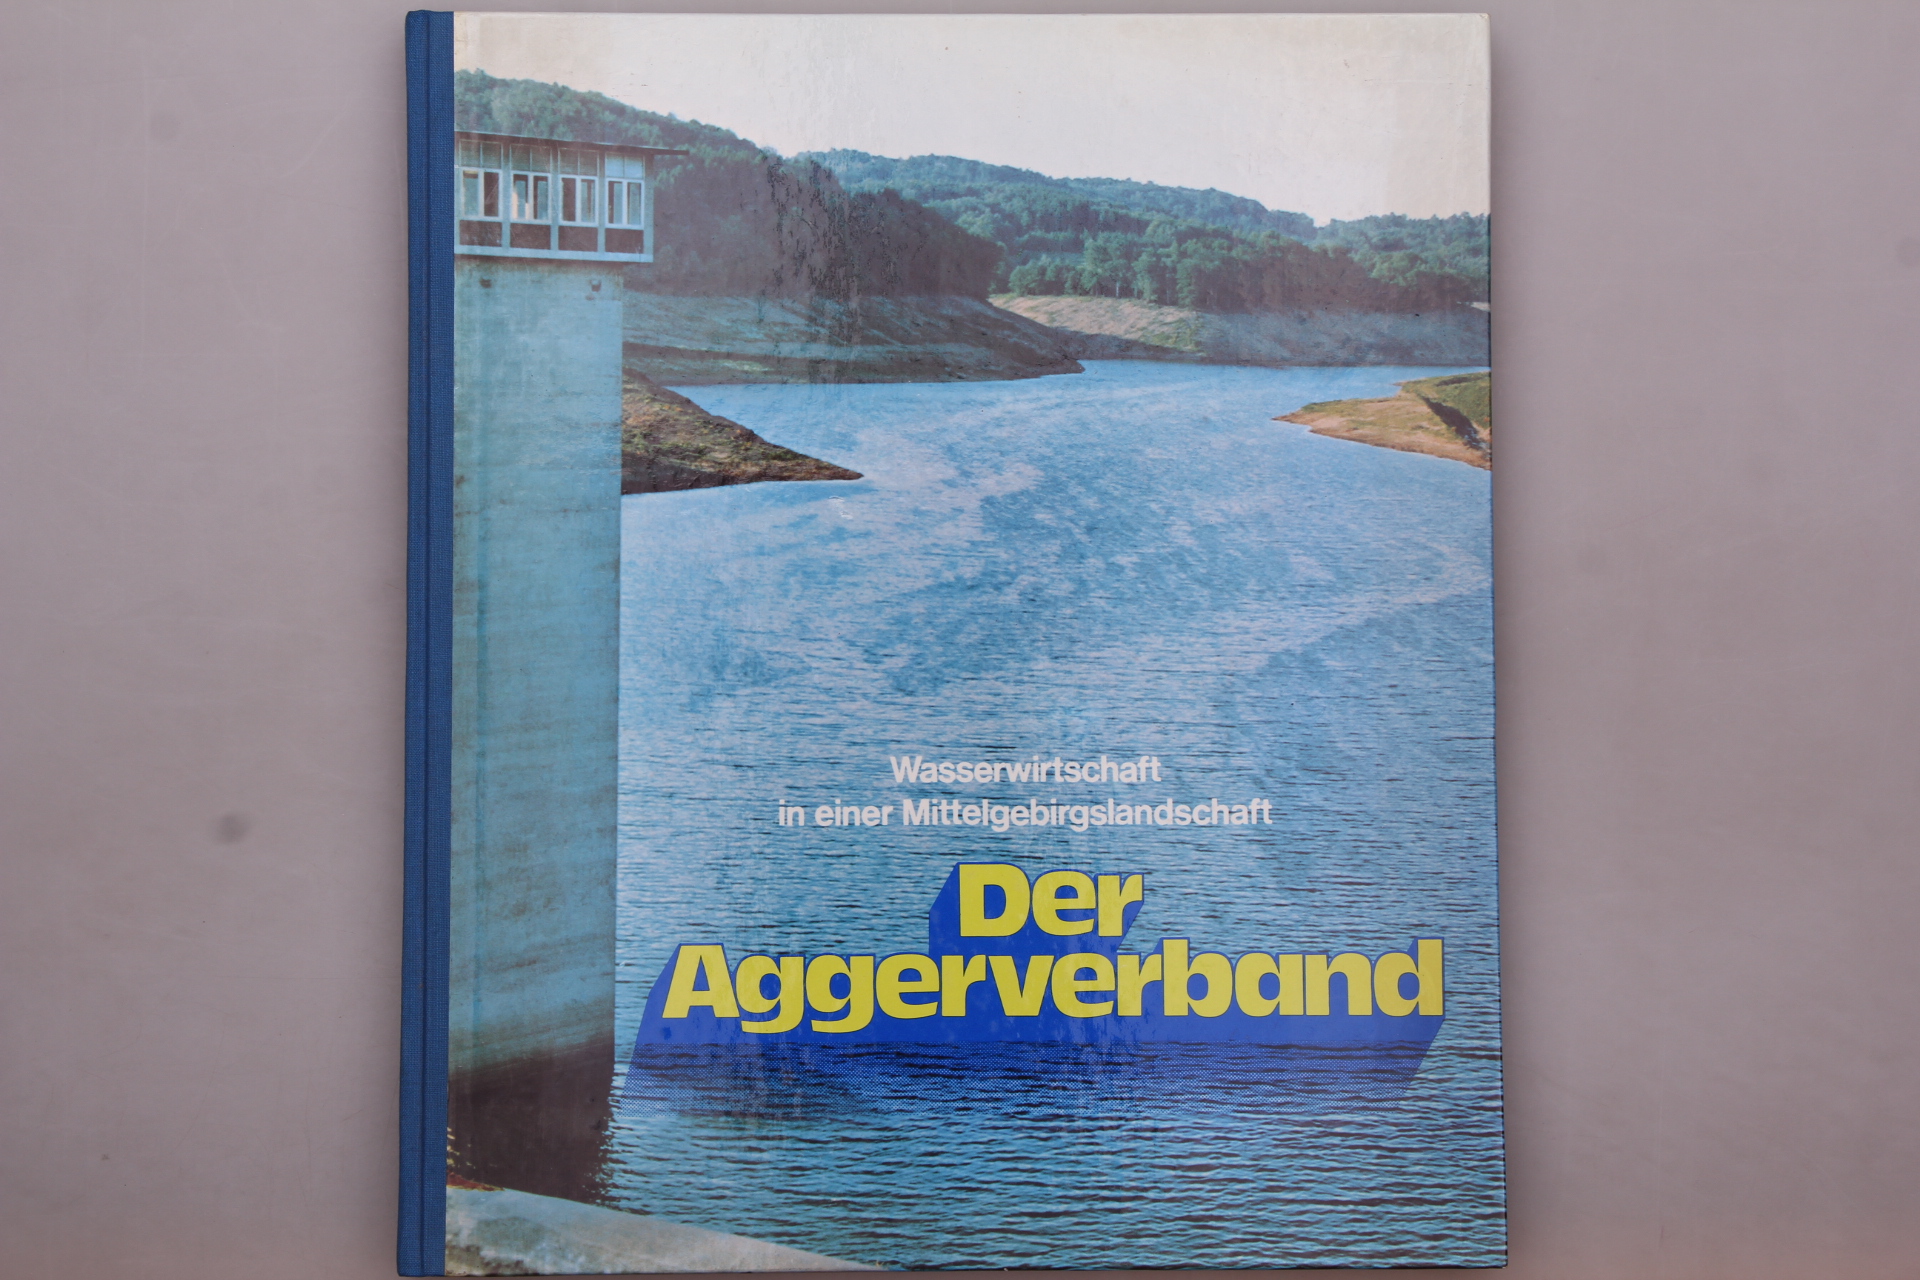 Wasserwirtschaft
in einer Mittelgebirgslandschaft
Der
Aggerverband